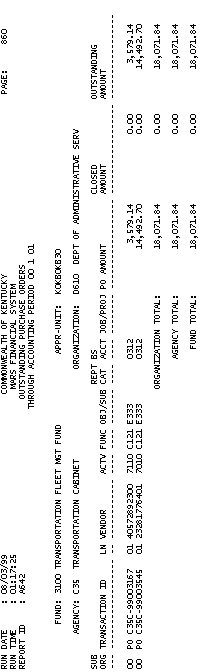 RUN DATE : 08/03/99 COMMONWEALTH OF KENTUCKY PAGE: 860
RUN TIME : 01:17:25 MARS FINANCIAL SYSTEM
REPORT ID : A642 OUTSTANDING PURCHASE ORDERS
THROUGH ACCOUNTING PERIOD 00 1 01
FUND: 3100 TRANSPORTATION FLEET MGT FUND APPR-UNIT: KOKBOKB30
AGENCY: C35 TRANSPORTATION CABINET ORGANIZATION: D610 DEPT OF ADMINISTRATIVE SERV
SUB REPT BS CLOSED OUTSTANDING
ORG TRANSACTION ID LN VENDOR ACTV FUNC OBJ/SUB CAT ACCT JOB/PROJ PO AMOUNT AMOUNT AMOUNT
00 PO C35C-99003167 01 40572892300 7110 C121 E333 0312 3,579.14 0.00 3,579.14
00 PO C35C-99003545 01 23281776401 7010 C121 E333 0312 14,492.70 0.00 14,492.70
ORGANIZATION TOTAL: 18,071.84 0.00 18,071.84
AGENCY TOTAL: 18,071.84 0.00 18,071.84
FUND TOTAL: 18,071.84 0.00 18,071.84